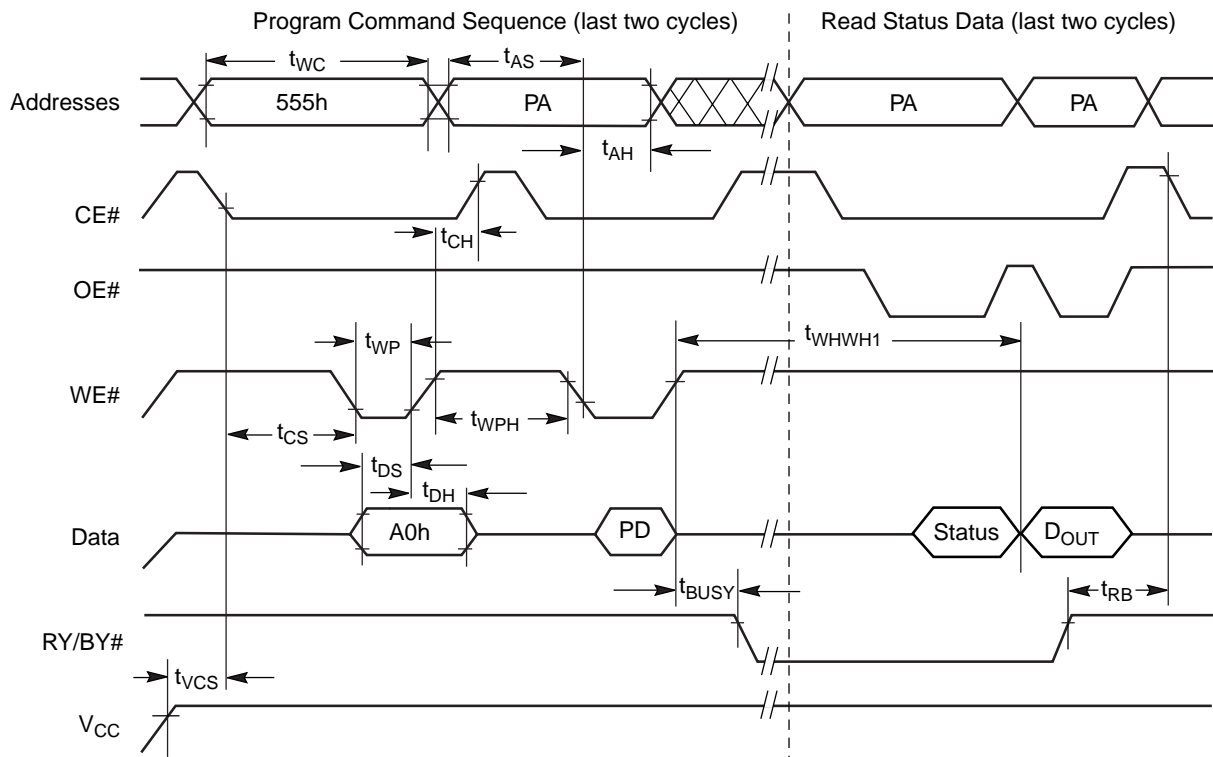 Program Command Sequence (last two cycles)
Read Status Data (last two cycles)
tWC
tAS
Addresses
555h
PA
PA
PA
tAH
CE#
tCH
OE#
tWP
tWHWH1
WE#
tCS
tWPH
tDS
tDH
Data
A0h
PD
Status
DOUT
tBUSY
tRB
RY/BY#
tVCS
VCC